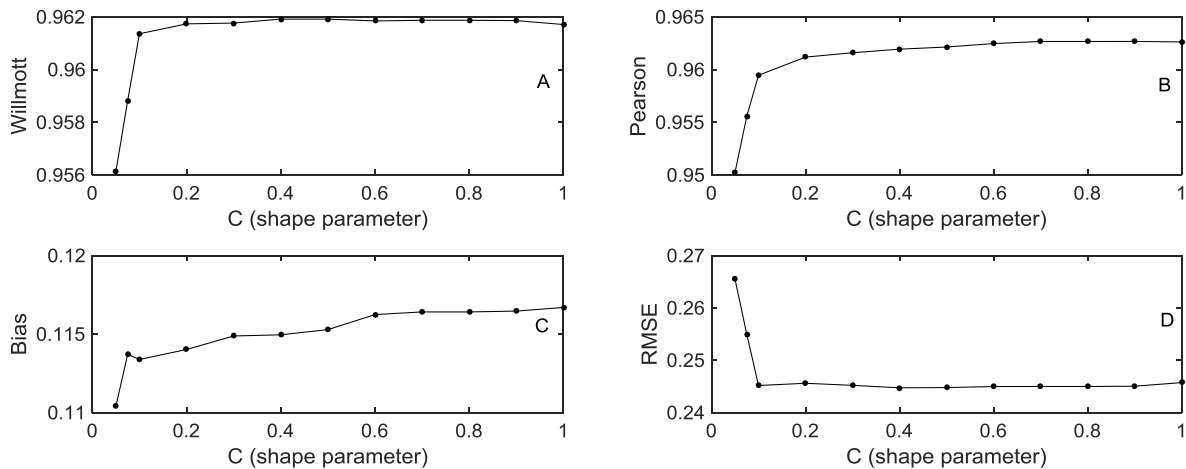 0.962
0.96
0.958
0.956
Willmott
A
0 0.2 0.4 0.6 0.8 1
C (shape parameter)
0.965
0.96
0.955
0.95
Pearson
B
0 0.2 0.4 0.6 0.8 1
C (shape parameter)
0.12
0.115
0.11
Bias
C
0 0.2 0.4 0.6 0.8 1
C (shape parameter)
0.27
0.26
0.25
0.24
RMSE
D
0 0.2 0.4 0.6 0.8 1
C (shape parameter)